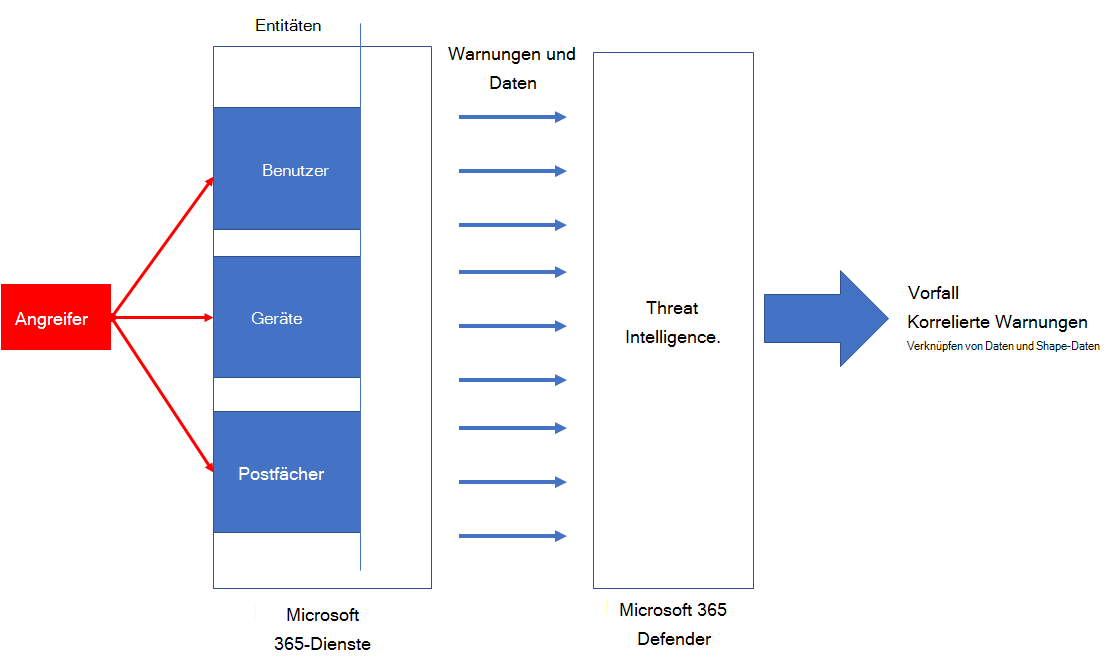 Entitäten
Warnungen und
Daten
Benutzer
Geräte
Postfächer
Angreifer
Threat
Intelligence.
Vorfall
Korrelierte Warnungen
Verknüpfen von Daten und Shape-Daten
Microsoft
365-Dienste
Microsoft 365
Defender